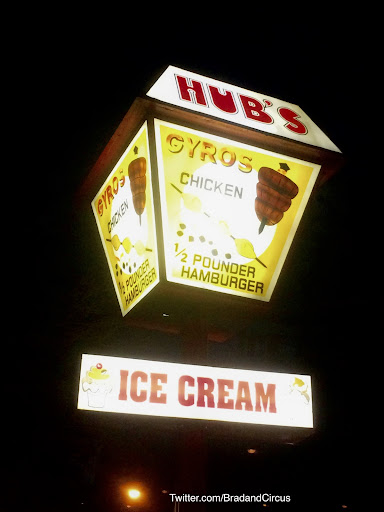 HUB'S
GYROS
CHICKEN
1/2 POUNDER
HAMBURGER
GYROS
CHICKEN
1/2 POUNDER
HAMBURGER
ICE CREAM
Twitter.com/BradandCircus